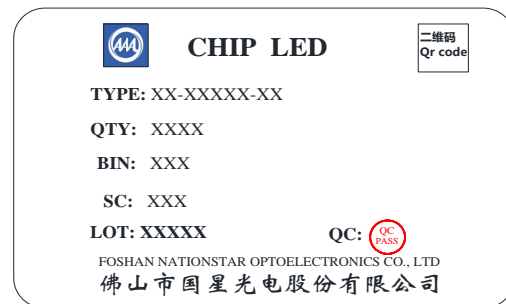 CHIP LED
二维码
Qr code
TYPE: XX-XXXXX-XX
QTY: XXXX
BIN: XXX
SC: XXX
LOT: XXXXX
QC: QC PASS
FOSHAN NATIONSTAR OPTOELECTRONICS CO., LTD
佛山市国星光电股份有限公司